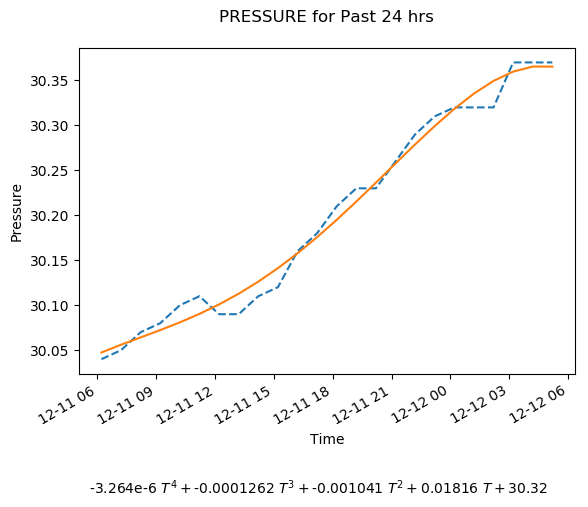 PRESSURE for Past 24 hrs
30.35
30.30
30.25
30.20
30.15
30.10
30.05
Pressure
12-11 06 12-11 09 12-11 12 12-11 15 12-11 18 12-11 21 12-12 00 12-12 03 12-12 06
Time
-3.264e-6 T⁴ + -0.0001262 T³ + -0.001041 T² + 0.01816 T + 30.32